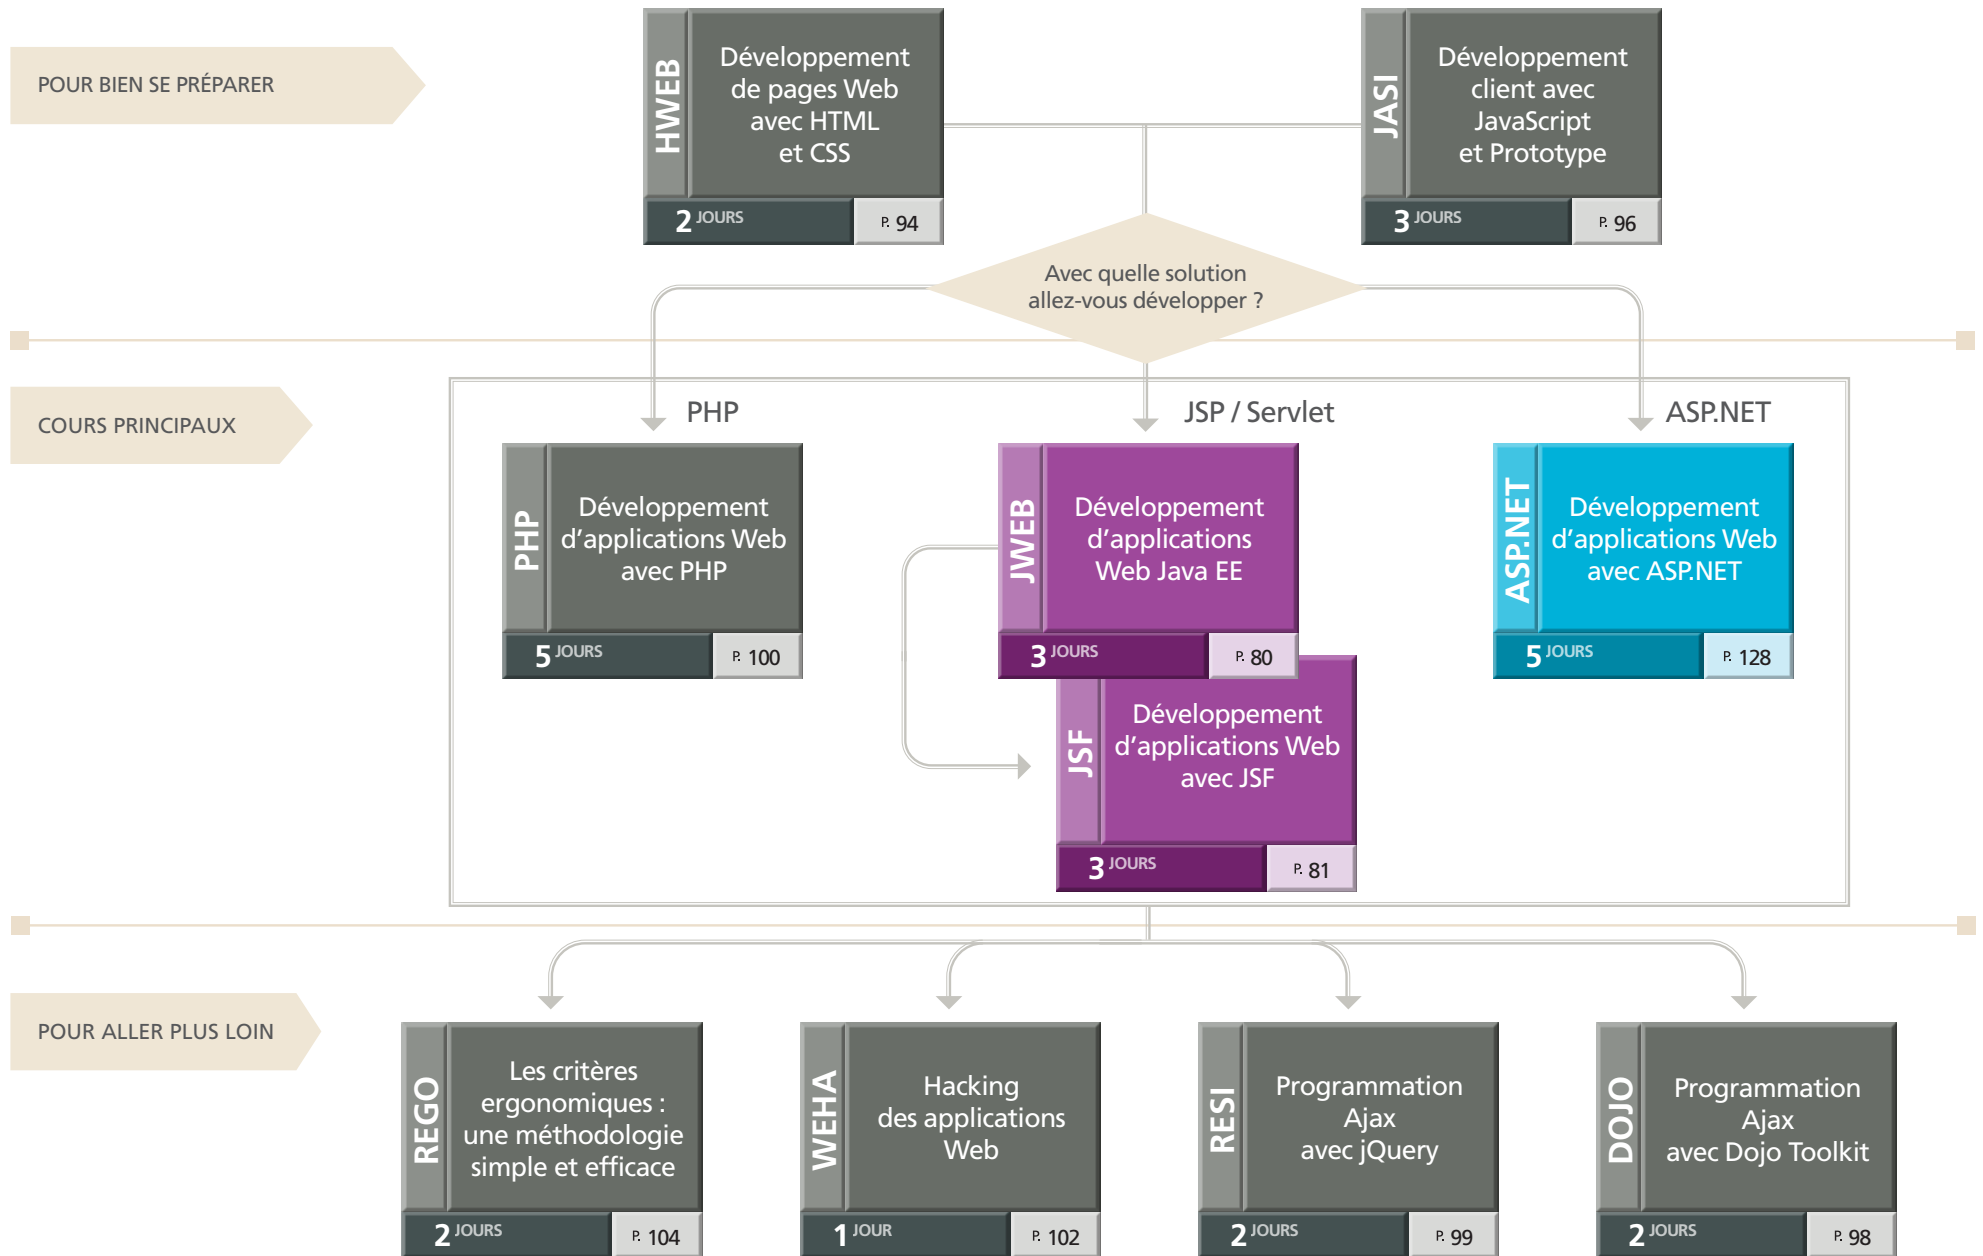 POUR BIEN SE PRÉPARER
HWEB
Développement
de pages Web
avec HTML
et CSS
2 JOURS
P. 94
JASI
Développement
client avec
JavaScript
et Prototype
3 JOURS
P. 96
Avec quelle solution
allez-vous développer ?
COURS PRINCIPAUX
PHP
PHP
Développement
d’applications Web
avec PHP
5 JOURS
P. 100
JSP / Servlet
JWEB
Développement
d’applications
Web Java EE
3 JOURS
P. 80
JSF
Développement
d’applications Web
avec JSF
3 JOURS
P. 81
ASP.NET
ASP.NET
Développement
d’applications Web
avec ASP.NET
5 JOURS
P. 128
POUR ALLER PLUS LOIN
REGO
Les critères
ergonomiques :
une méthodologie
simple et efficace
2 JOURS
P. 104
WEHA
Hacking
des applications
Web
1 JOUR
P. 102
RESI
Programmation
Ajax
avec jQuery
2 JOURS
P. 99
DOJO
Programmation
Ajax
avec Dojo Toolkit
2 JOURS
P. 98